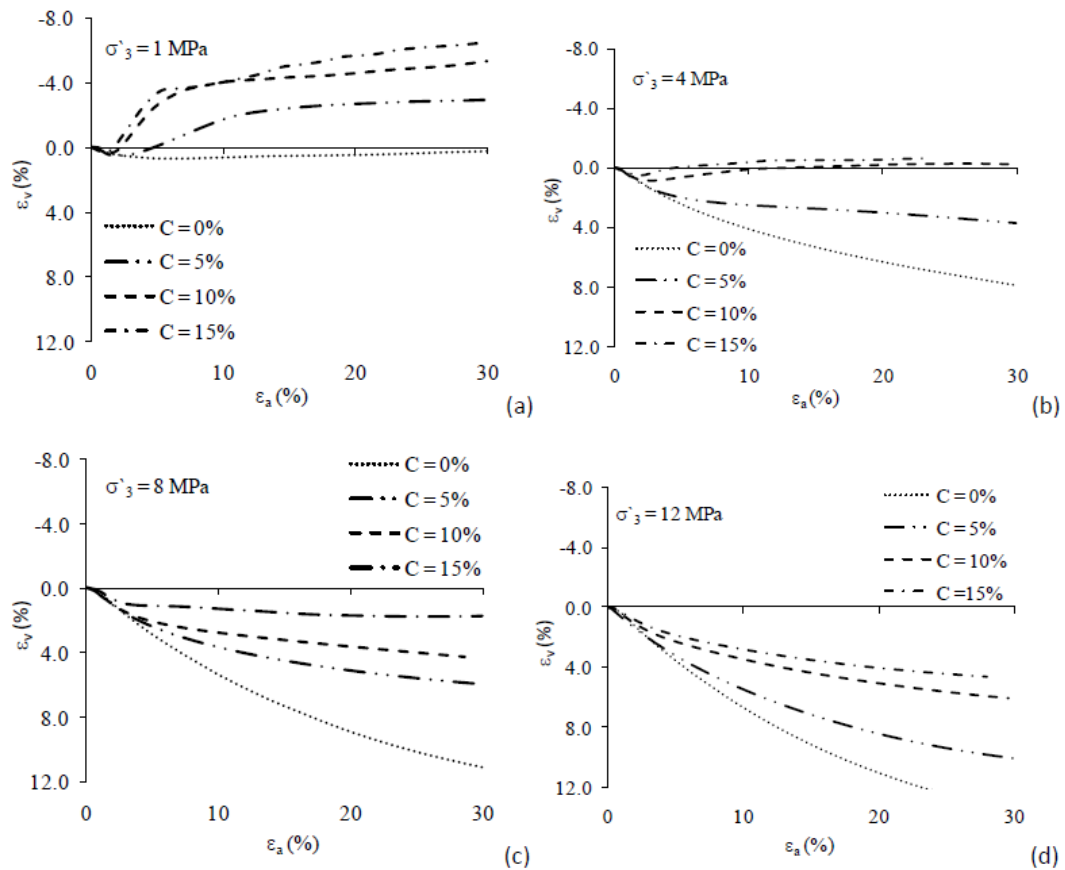 -8.0
-4.0
0.0
4.0
8.0
12.0
εv (%)
σ`3 = 1 MPa
C = 0%
C = 5%
C = 10%
C = 15%
0 10 20 30
εa (%)
(a)
-8.0
-4.0
0.0
4.0
8.0
12.0
εv (%)
σ`3 = 4 MPa
C = 0%
C = 5%
C = 10%
C = 15%
0 10 20 30
εa (%)
(b)
-8.0
-4.0
0.0
4.0
8.0
12.0
εv (%)
σ`3 = 8 MPa
C = 0%
C = 5%
C = 10%
C = 15%
0 10 20 30
εa (%)
(c)
-8.0
-4.0
0.0
4.0
8.0
12.0
εv (%)
σ`3 = 12 MPa
C = 0%
C = 5%
C = 10%
C = 15%
0 10 20 30
εa (%)
(d)